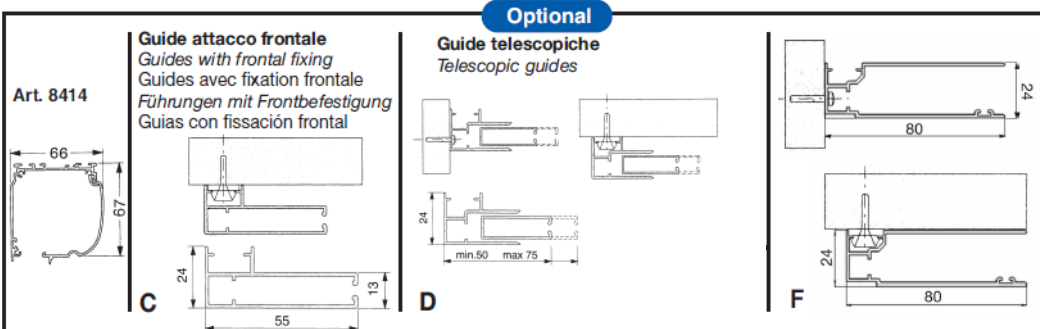 Optional
Art. 8414
66
67
Guide attacco frontale
Guides with frontal fixing
Guides avec fixation frontale
Führungen mit Frontbefestigung
Guias con fissación frontal
24
13
55
C
Guide telescopiche
Telescopic guides
24
min.50 max 75
D
24
80
24
80
F